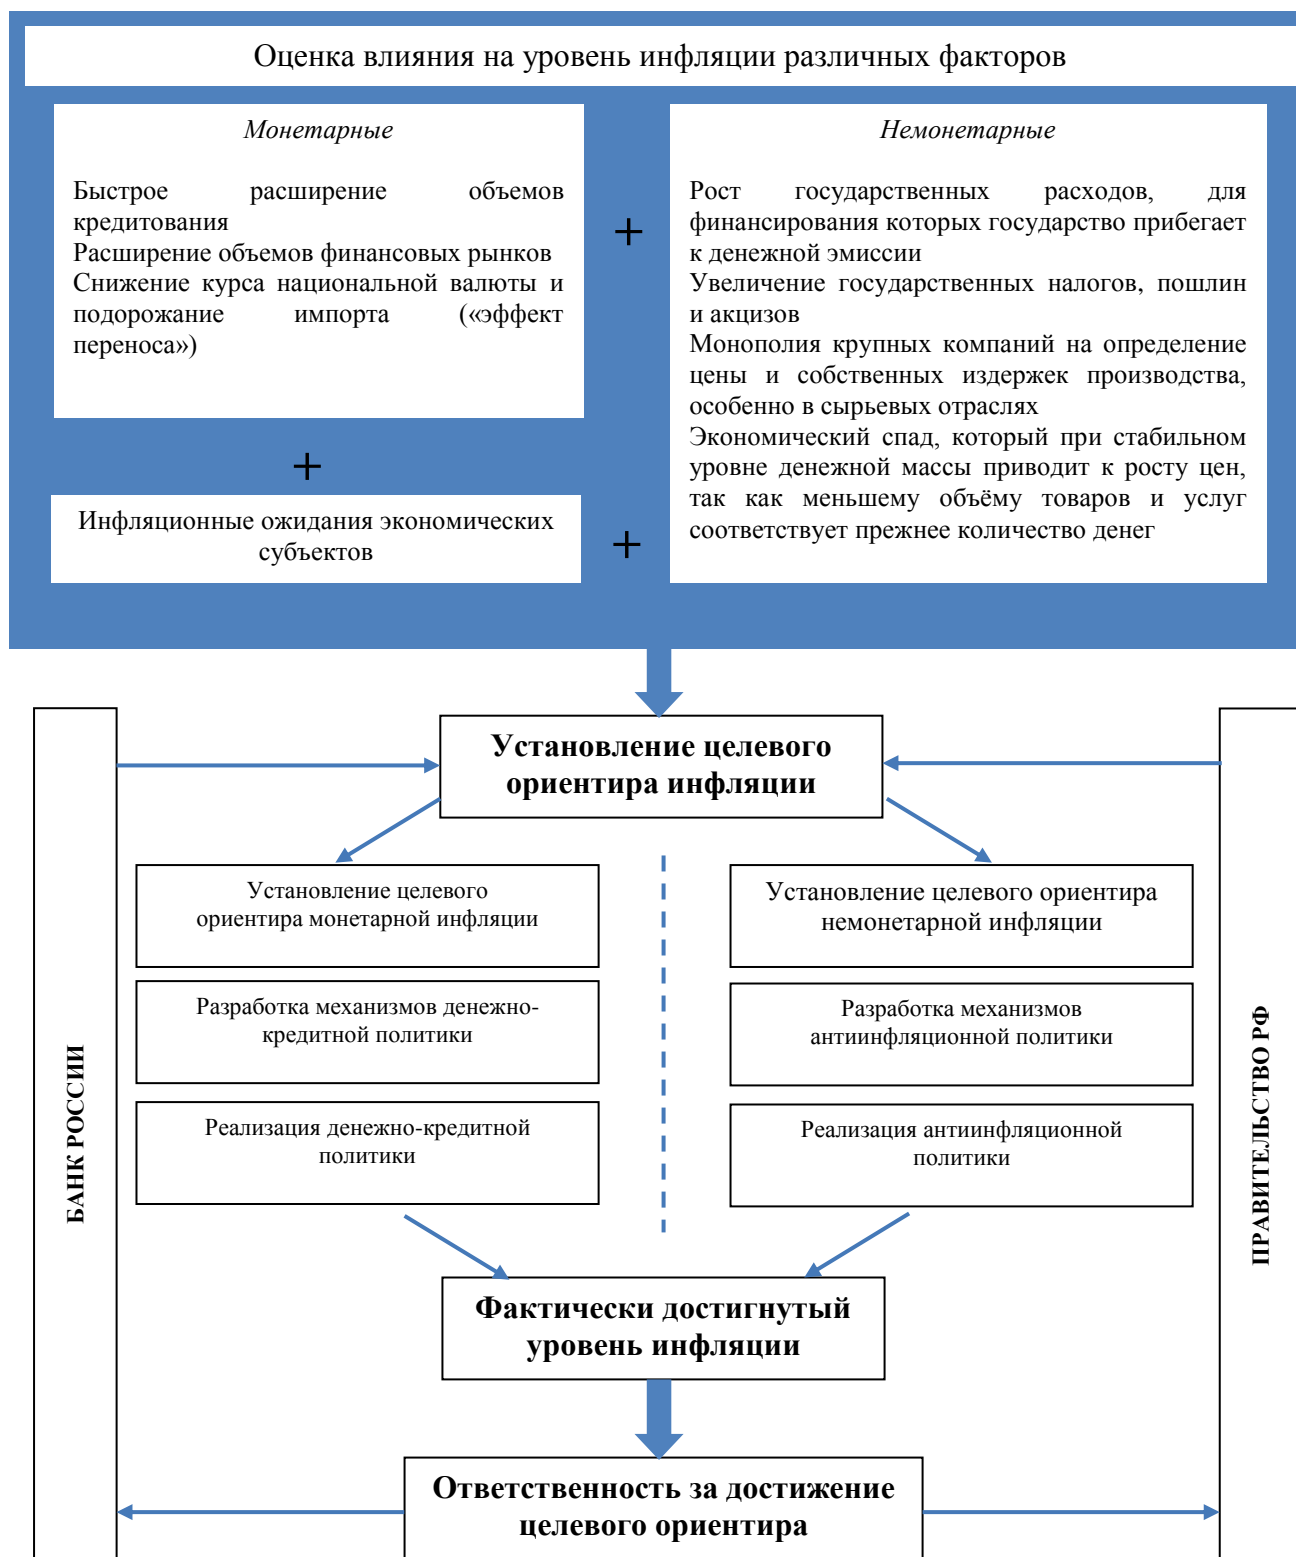 Оценка влияния на уровень инфляции различных факторов
Монетарные
Быстрое расширение объемов
кредитования
Расширение объемов финансовых рынков
Снижение курса национальной валюты и
подорожание импорта («эффект
переноса»)
+
Немонетарные
Рост государственных расходов, для
финансирования которых государство прибегает
к денежной эмиссии
Увеличение государственных налогов, пошлин
и акцизов
Монополия крупных компаний на определение
цены и собственных издержек производства,
особенно в сырьевых отраслях
Экономический спад, который при стабильном
уровне денежной массы приводит к росту цен,
так как меньшему объёму товаров и услуг
соответствует прежнее количество денег
+
Инфляционные ожидания экономических
субъектов
+
Установление целевого
ориентира инфляции
Установление целевого
ориентира монетарной инфляции
Установление целевого ориентира
немонетарной инфляции
Разработка механизмов денежно-
кредитной политики
Разработка механизмов
антиинфляционной политики
Реализация денежно-кредитной
политики
Реализация антиинфляционной
политики
БАНК РОССИИ
ПРАВИТЕЛЬСТВО РФ
Фактически достигнутый
уровень инфляции
Ответственность за достижение
целевого ориентира